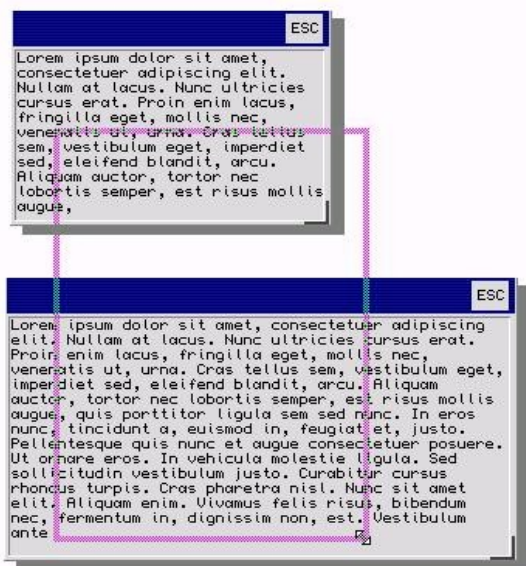 ESC
Lorem ipsum dolor sit amet,
consectetuer adipiscing elit.
Nullam at lacus. Nunc ultricies
cursus erat. Proin enim lacus,
fringilla eget, mollis nec,
venenatis ut, urna. Cras tellus
sem, vestibulum eget, imperdiet
sed, eleifend blandit, arcu.
Aliquam auctor, tortor nec
lobortis semper, est risus mollis
augue,
ESC
Lorem ipsum dolor sit amet, consectetuer adipiscing
elit. Nullam at lacus. Nunc ultricies cursus erat.
Proin enim lacus, fringilla eget, mollis nec,
venenatis ut, urna. Cras tellus sem, vestibulum eget,
imperdiet sed, eleifend blandit, arcu. Aliquam
auctor, tortor nec lobortis semper, est risus mollis
augue, quis porttitor ligula sem sed nunc. In eros
nunc, tincidunt a, euismod in, feugiat et, justo.
Pellentesque quis nunc et augue consectetuer posuere.
Ut ornare eros. In vehicula molestie ligula. Sed
sollicitudin vestibulum justo. Curabitur cursus
rhoncus turpis. Cras pharetra nisl. Nunc sit amet
elit. Aliquam enim. Vivamus felis risus, bibendum
nec, fermentum in, dignissim non, est. Vestibulum
ante